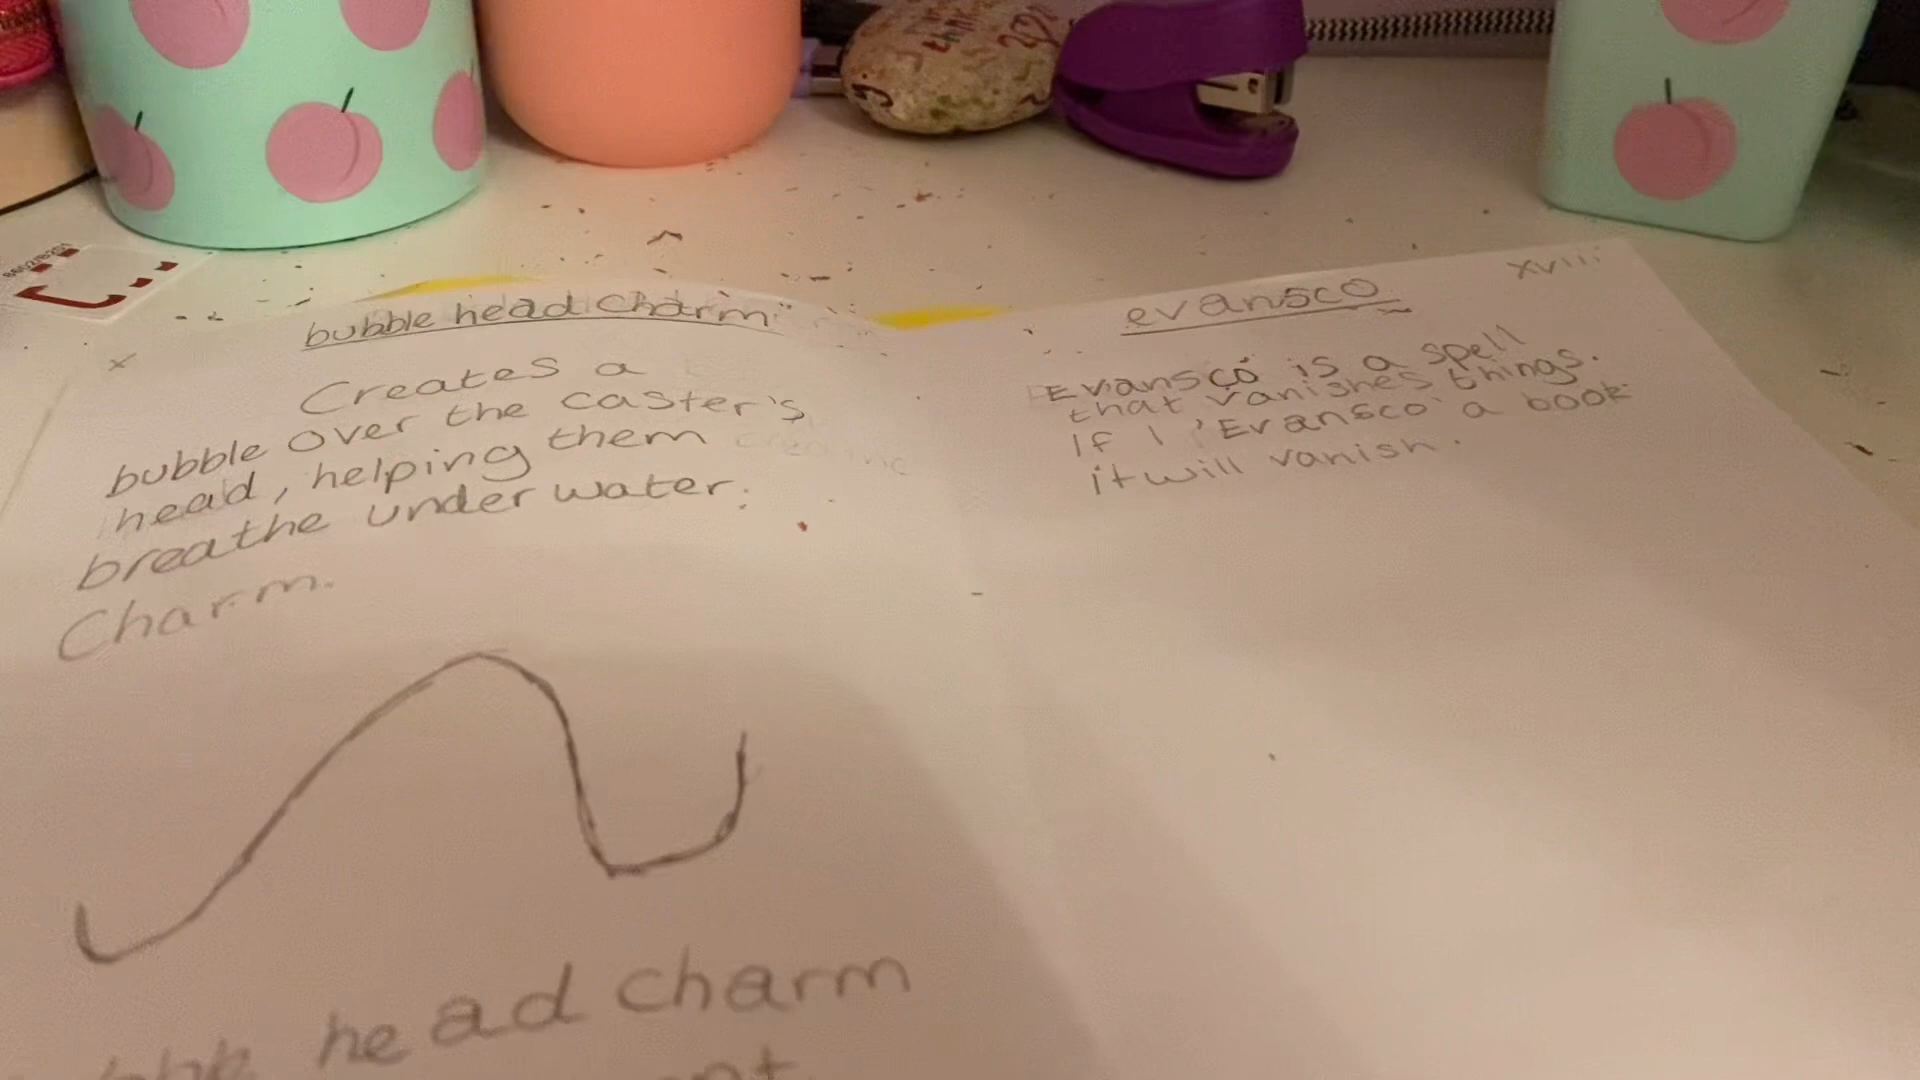 x
bubble head charm
Creates a
bubble over the caster's
head, helping them
breathe under water.
Charm.
head charm
xviii
evansco
Evansco is a spell
that vanishes things.
If I 'Evansco' a book
it will vanish.